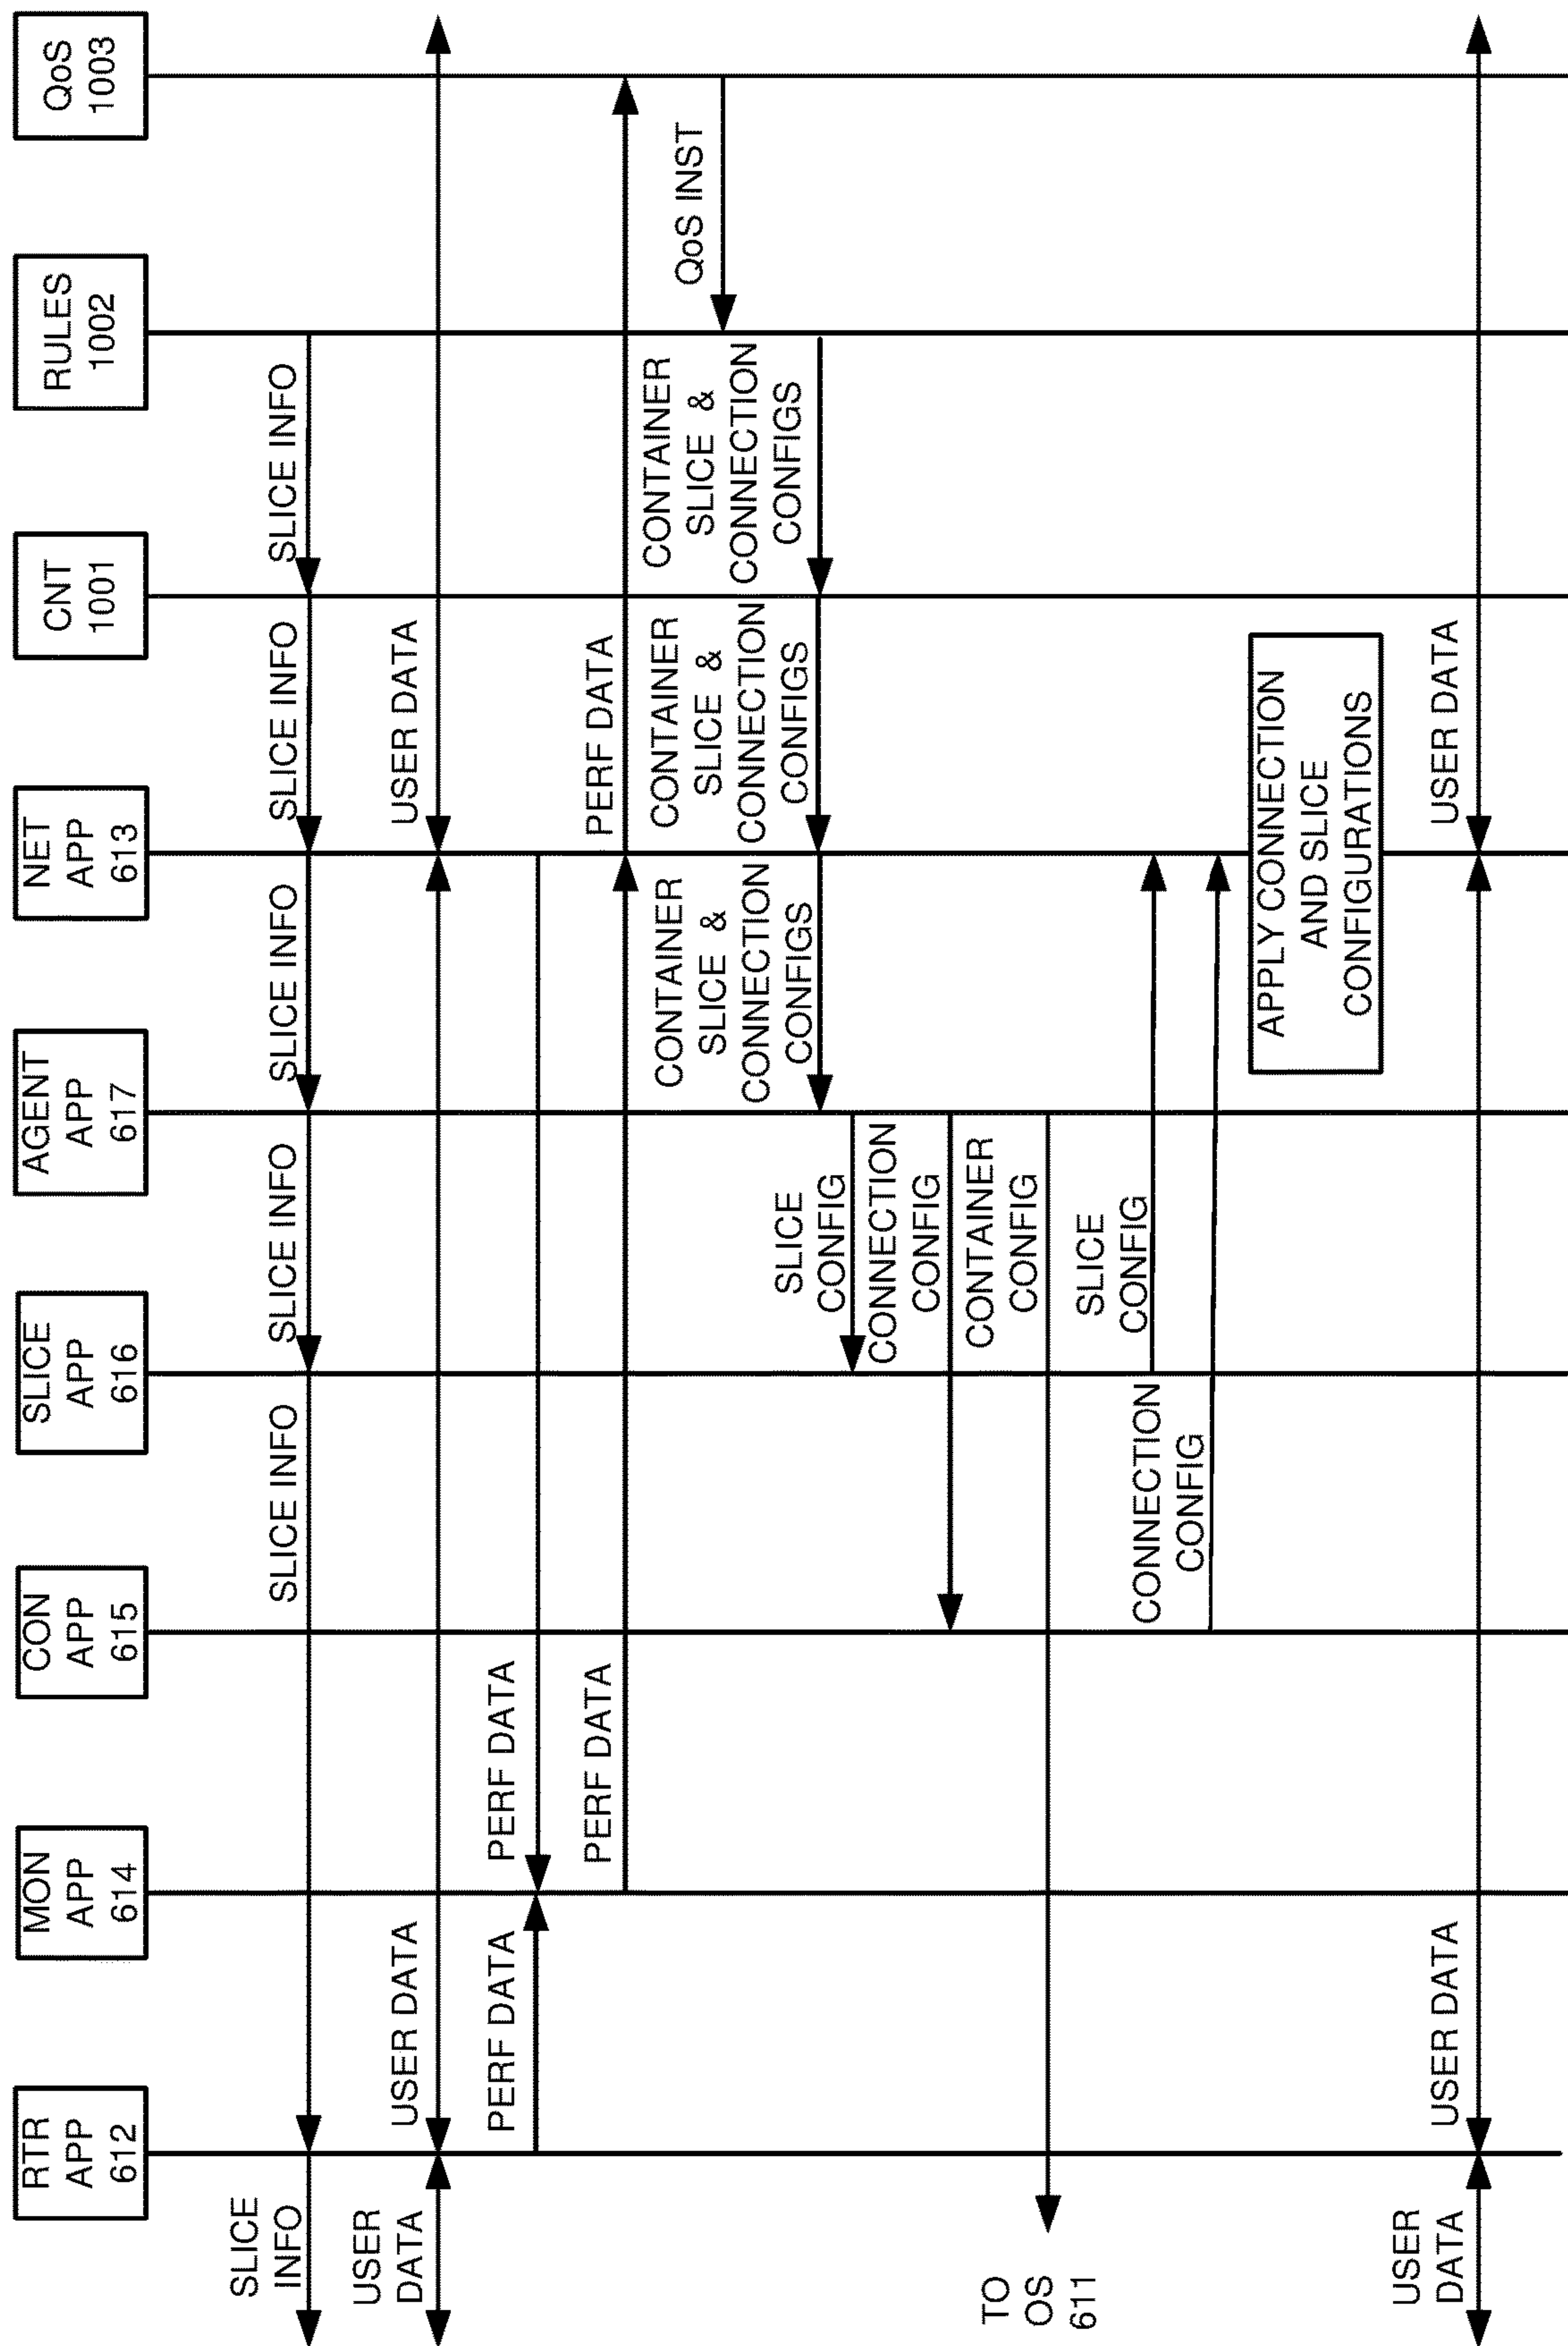 RTR
APP
612
MON
APP
614
CON
APP
615
SLICE
APP
616
AGENT
APP
617
NET
APP
613
CNT
1001
RULES
1002
QoS
1003
SLICE
INFO
SLICE INFO
SLICE INFO
SLICE INFO
SLICE INFO
SLICE INFO
USER
DATA
USER DATA
USER DATA
PERF DATA
PERF DATA
PERF DATA
PERF DATA
QoS INST
CONTAINER
SLICE &
CONNECTION
CONFIGS
CONTAINER
SLICE &
CONNECTION
CONFIGS
CONTAINER
SLICE &
CONNECTION
CONFIGS
SLICE
CONFIG
CONNECTION
CONFIG
CONTAINER
CONFIG
TO
OS
611
SLICE
CONFIG
CONNECTION
CONFIG
APPLY CONNECTION
AND SLICE
CONFIGURATIONS
USER
DATA
USER DATA
USER DATA